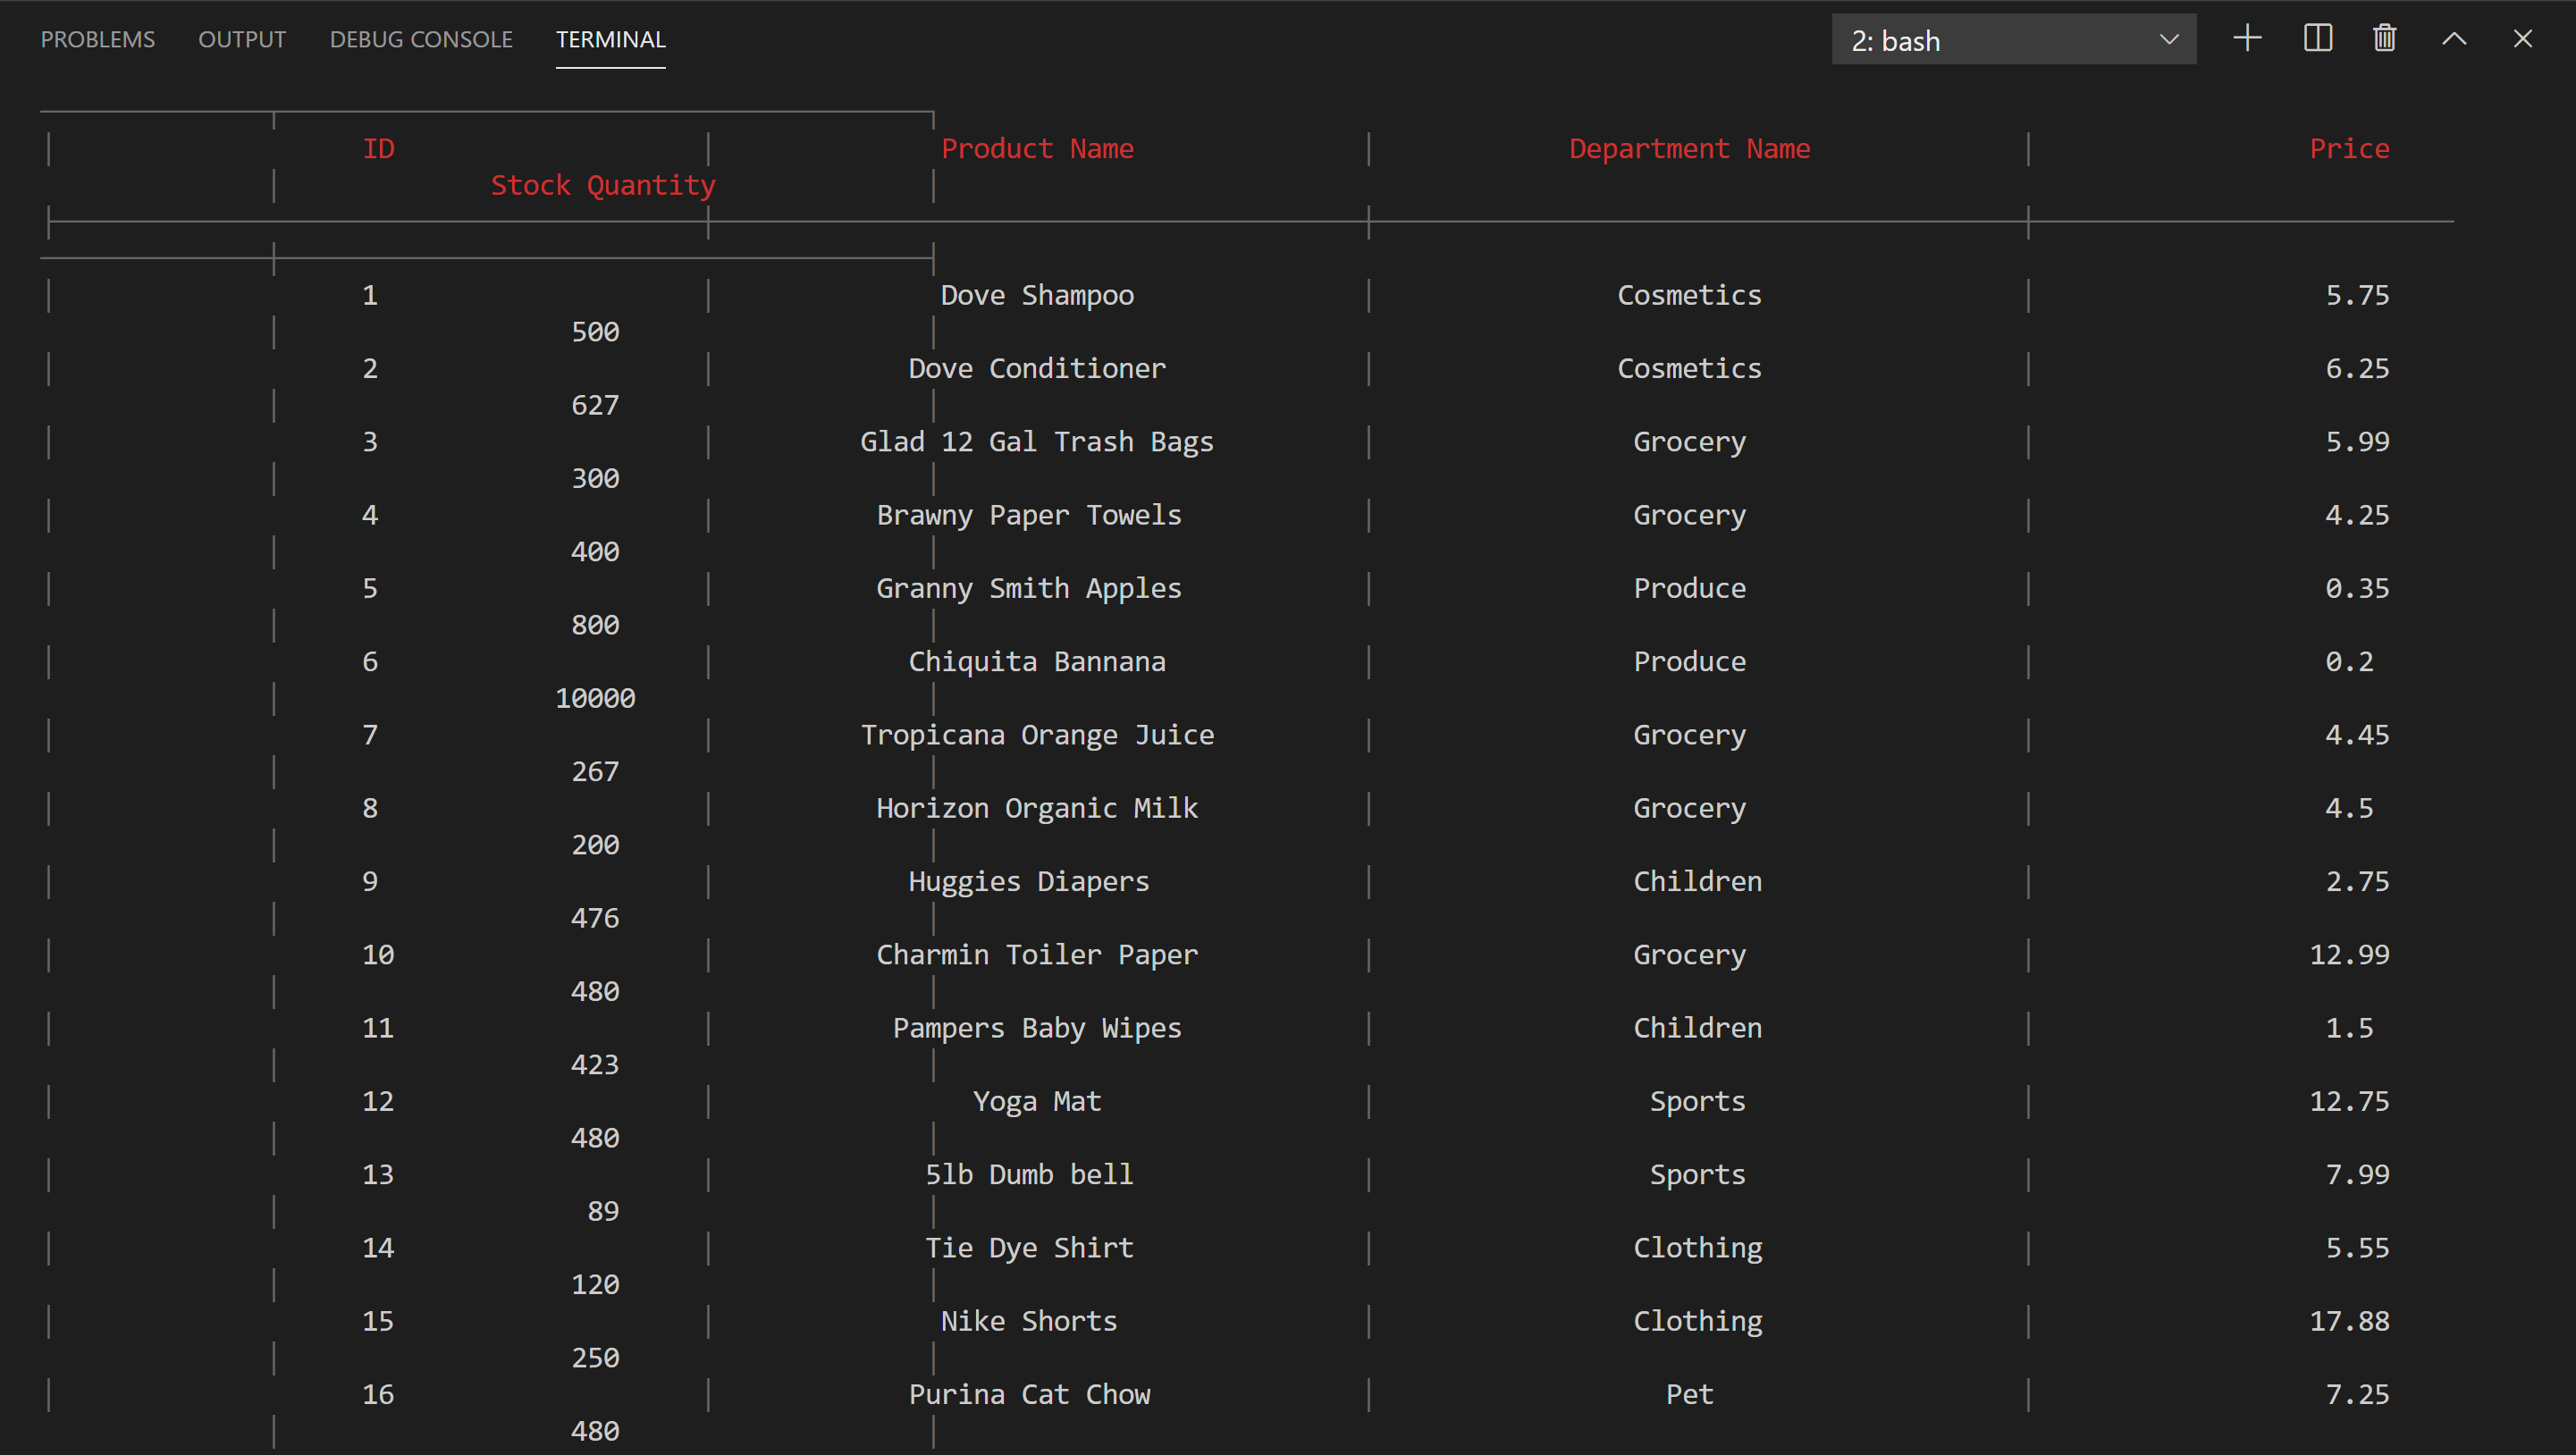 PROBLEMS OUTPUT DEBUG CONSOLE TERMINAL 2: bash
ID Product Name Department Name Price
Stock Quantity
1 Dove Shampoo Cosmetics 5.75
500
2 Dove Conditioner Cosmetics 6.25
627
3 Glad 12 Gal Trash Bags Grocery 5.99
300
4 Brawny Paper Towels Grocery 4.25
400
5 Granny Smith Apples Produce 0.35
800
6 Chiquita Bannana Produce 0.2
10000
7 Tropicana Orange Juice Grocery 4.45
267
8 Horizon Organic Milk Grocery 4.5
200
9 Huggies Diapers Children 2.75
476
10 Charmin Toiler Paper Grocery 12.99
480
11 Pampers Baby Wipes Children 1.5
423
12 Yoga Mat Sports 12.75
480
13 5lb Dumb bell Sports 7.99
89
14 Tie Dye Shirt Clothing 5.55
120
15 Nike Shorts Clothing 17.88
250
16 Purina Cat Chow Pet 7.25
480